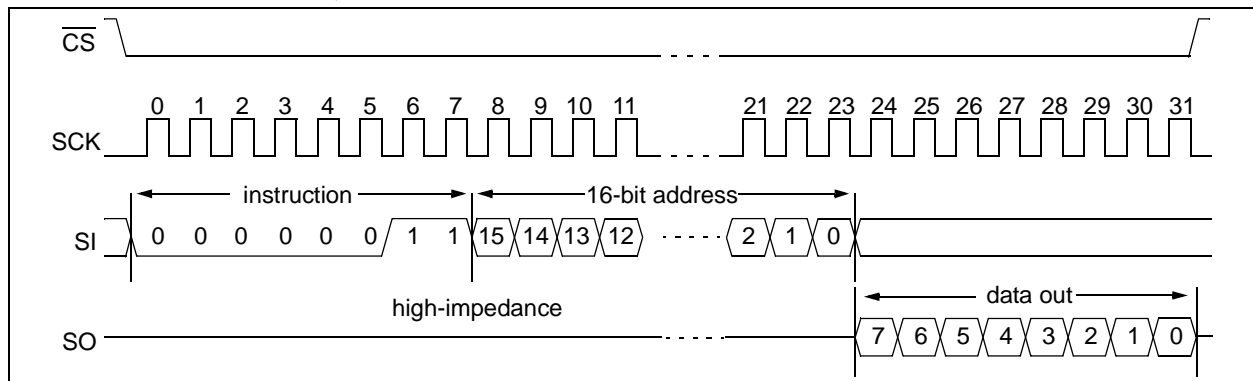 CS
0 1 2 3 4 5 6 7 8 9 10 11 21 22 23 24 25 26 27 28 29 30 31
SCK
instruction 16-bit address
SI 0 0 0 0 0 0 1 1 15 14 13 12 2 1 0
high-impedance data out
SO 7 6 5 4 3 2 1 0